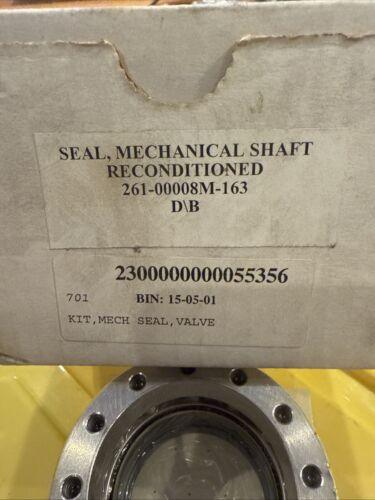 SEAL, MECHANICAL SHAFT
RECONDITIONED
261-00008M-163
D\B
2300000000055356
701 BIN: 15-05-01
KIT,MECH SEAL,VALVE